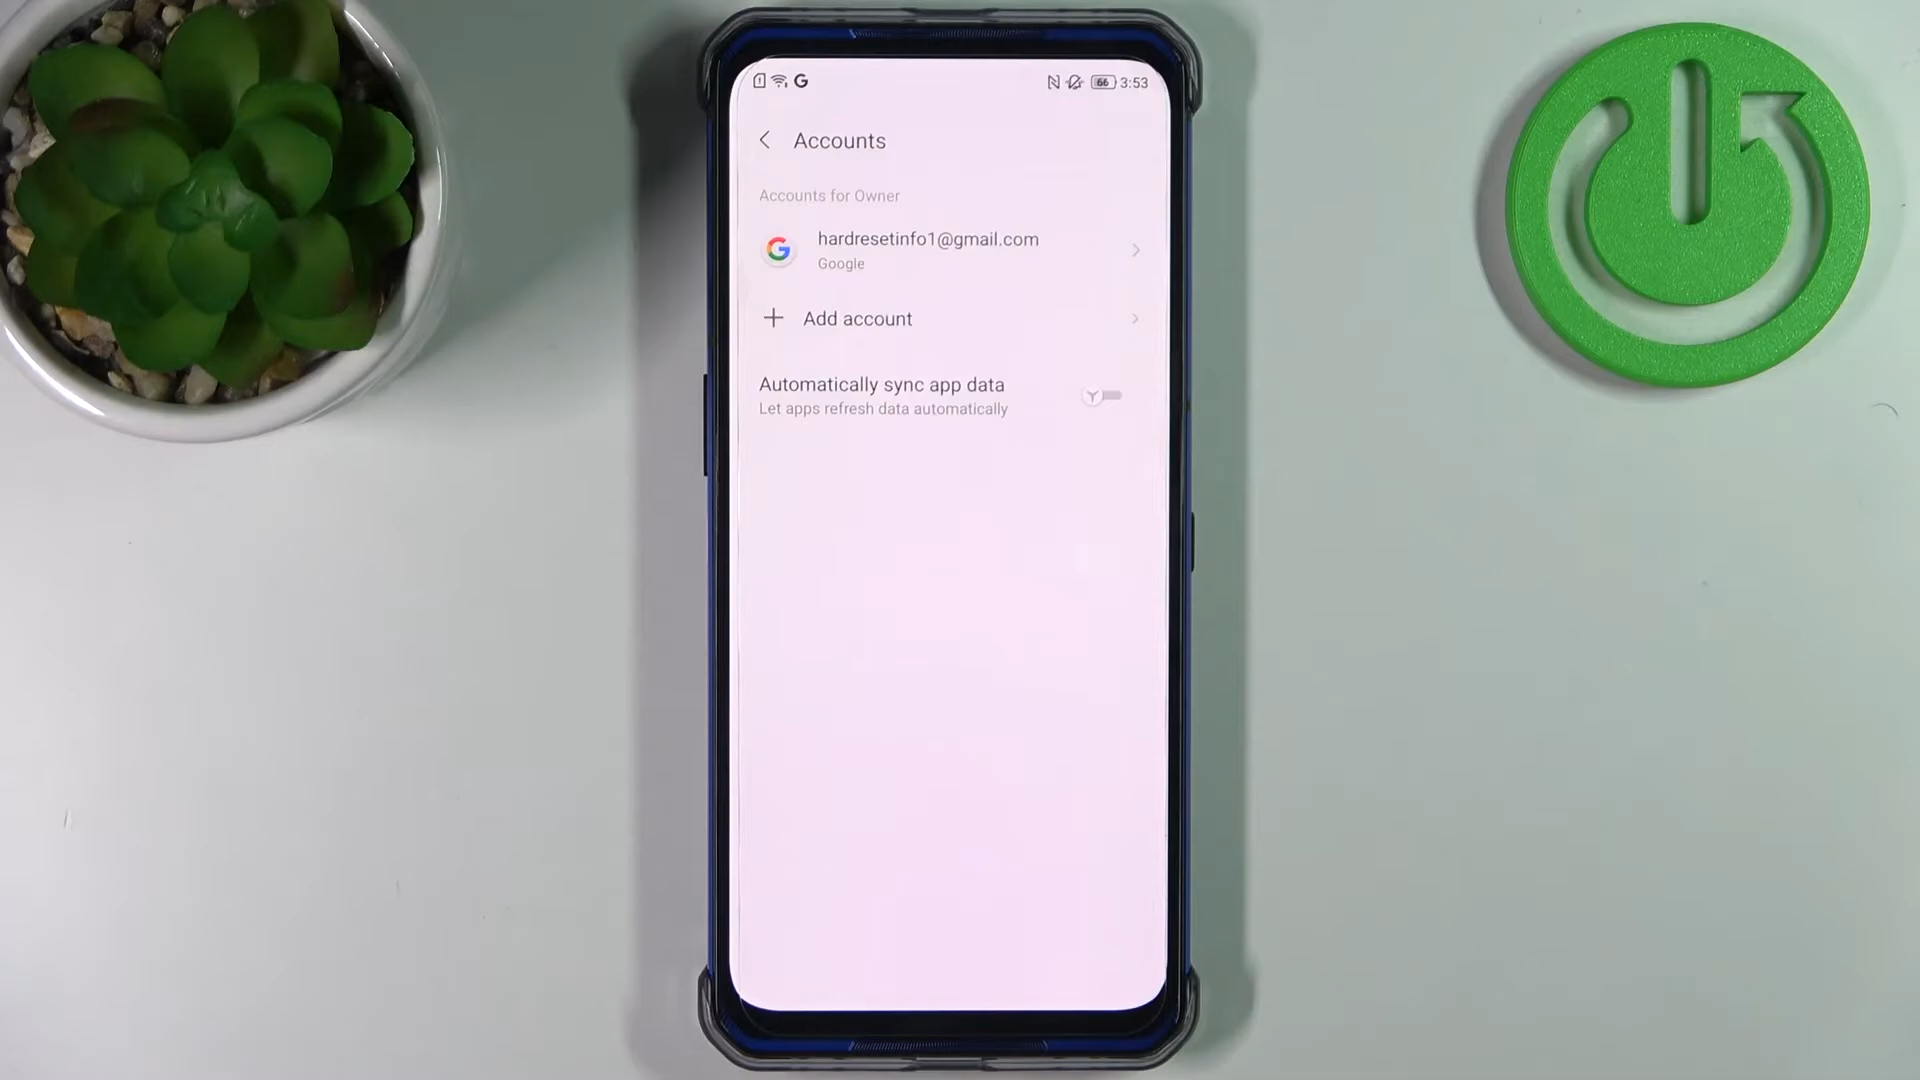 66 3:53
Accounts
Accounts for Owner
hardresetinfo1@gmail.com
Google
Add account
Automatically sync app data
Let apps refresh data automatically